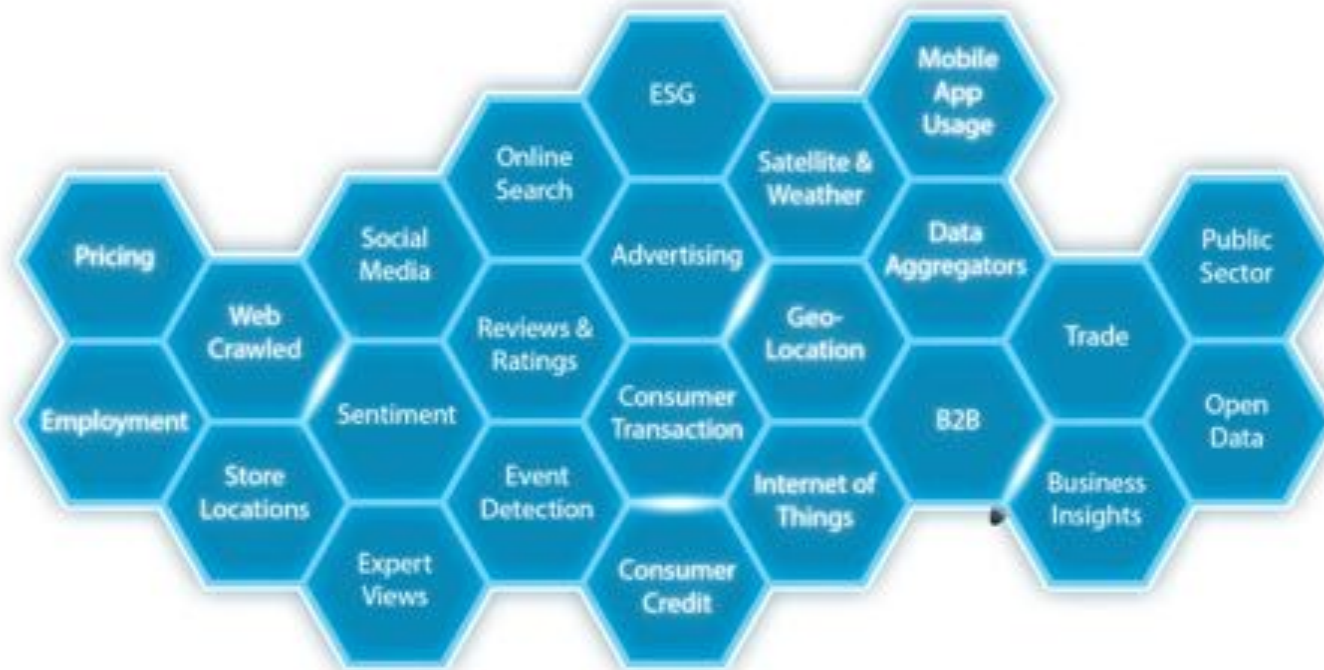 Pricing
Employment
Web
Crawled
Store
Locations
Social
Media
Sentiment
Expert
Views
Online
Search
Reviews &
Ratings
Event
Detection
ESG
Advertising
Consumer
Transaction
Consumer
Credit
Satellite &
Weather
Geo-
Location
Internet of
Things
Mobile
App
Usage
Data
Aggregators
B2B
Trade
Business
Insights
Public
Sector
Open
Data